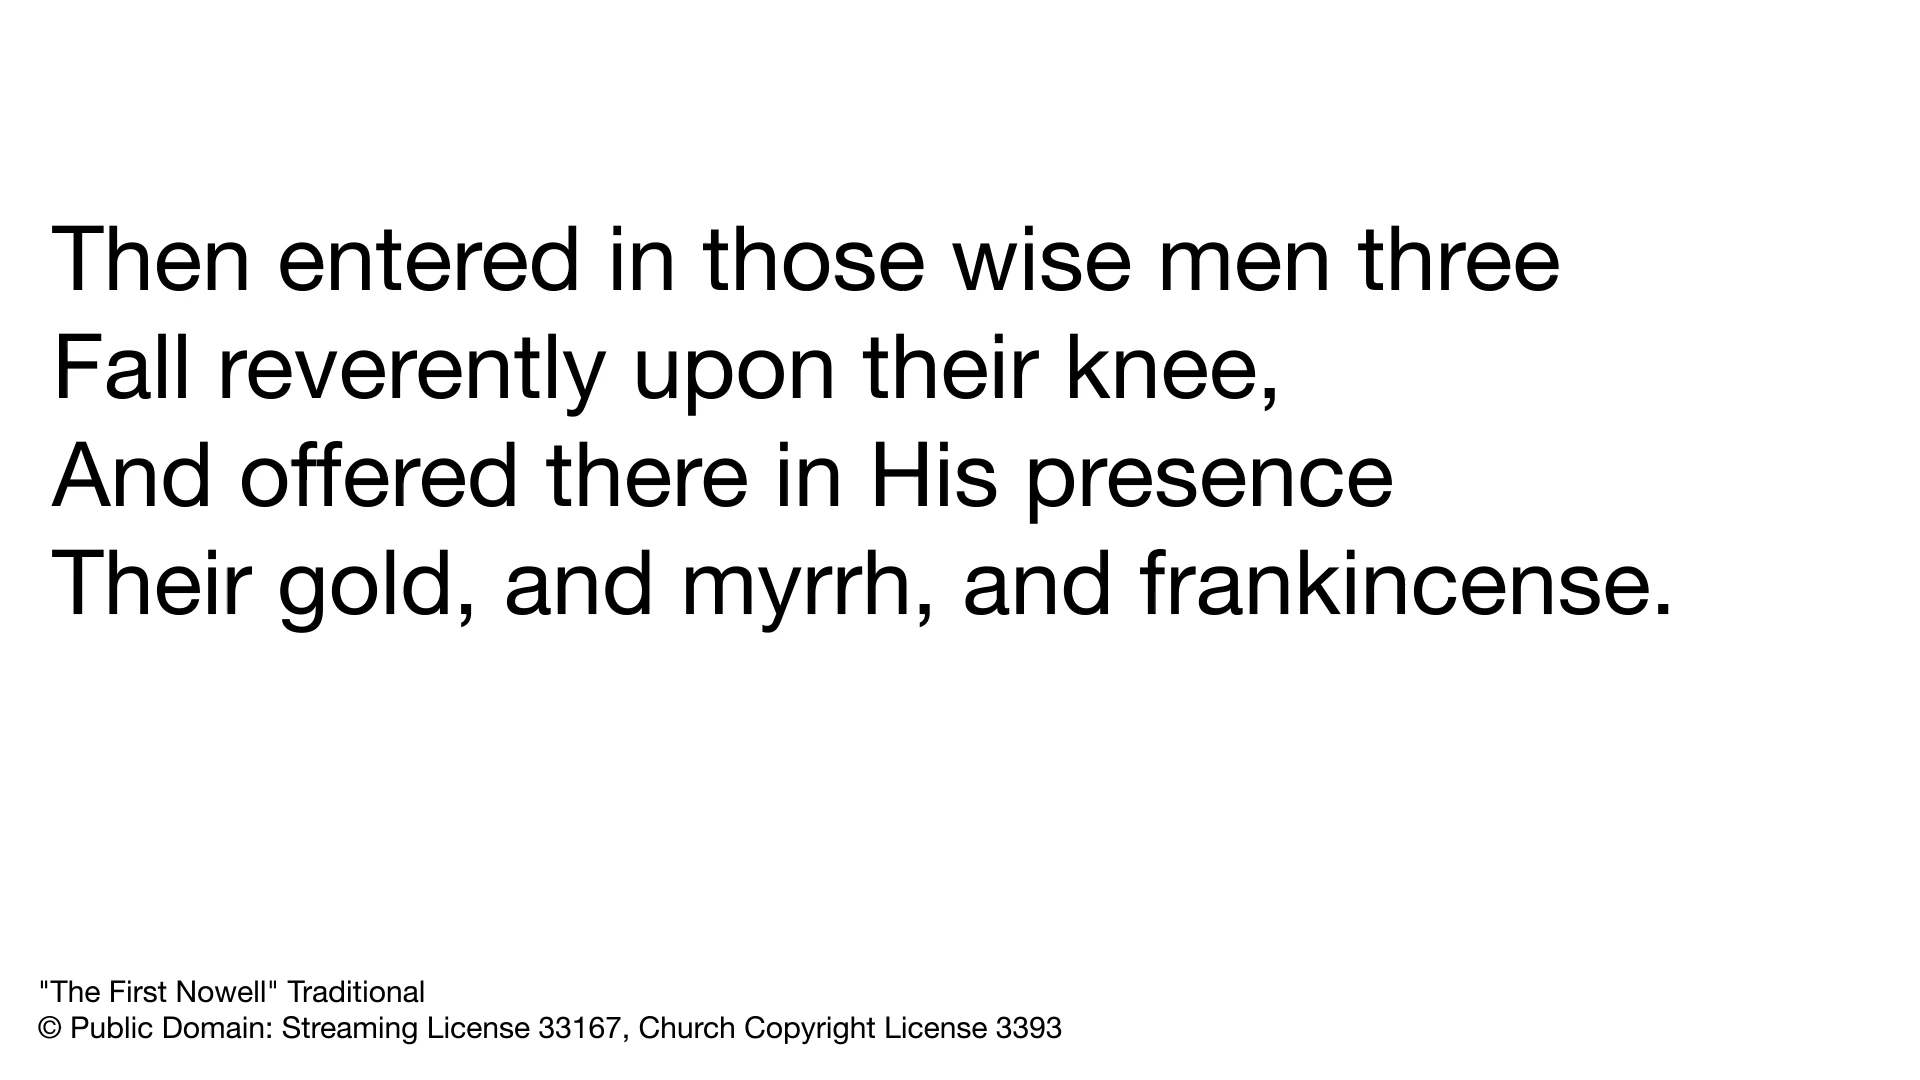 Then entered in those wise men three
Fall reverently upon their knee,
And offered there in His presence
Their gold, and myrrh, and frankincense.
"The First Nowell" Traditional
© Public Domain: Streaming License 33167, Church Copyright License 3393